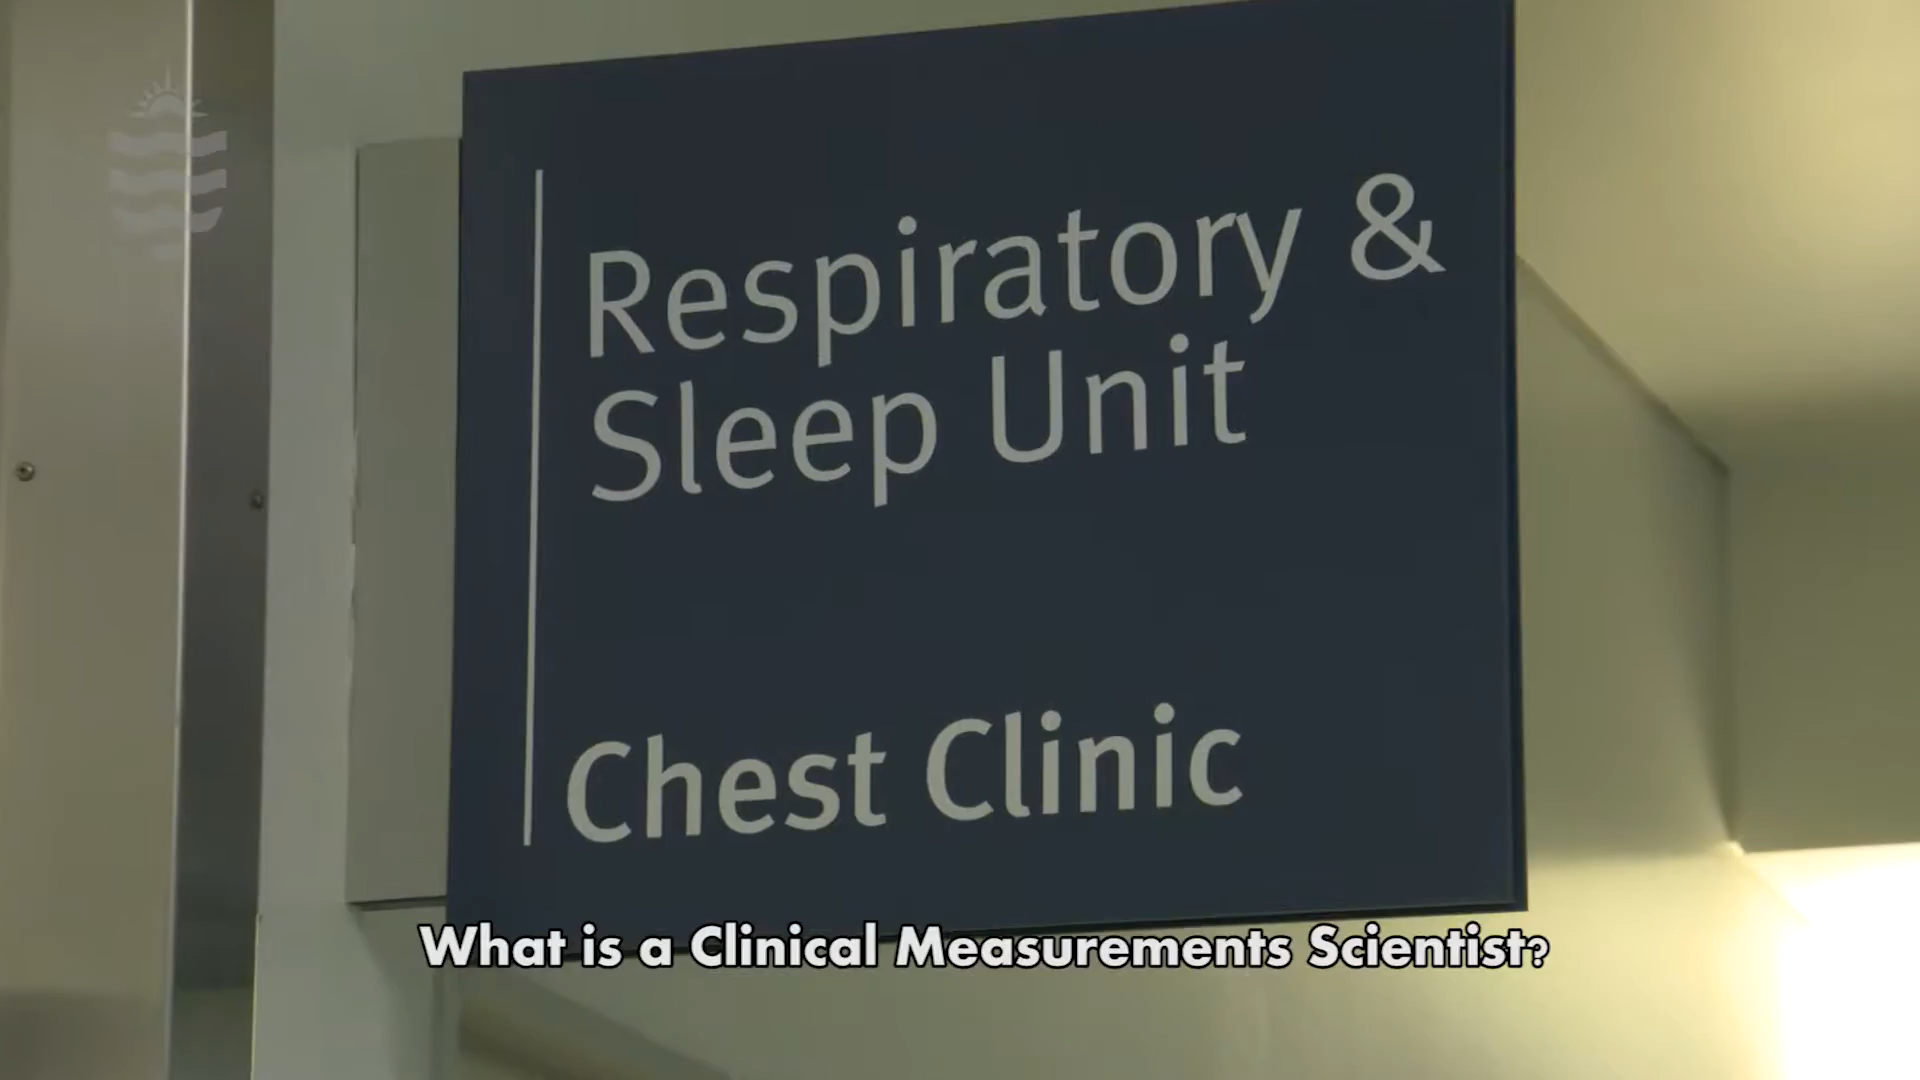 Respiratory &
Sleep Unit
Chest Clinic
What is a Clinical Measurements Scientist?